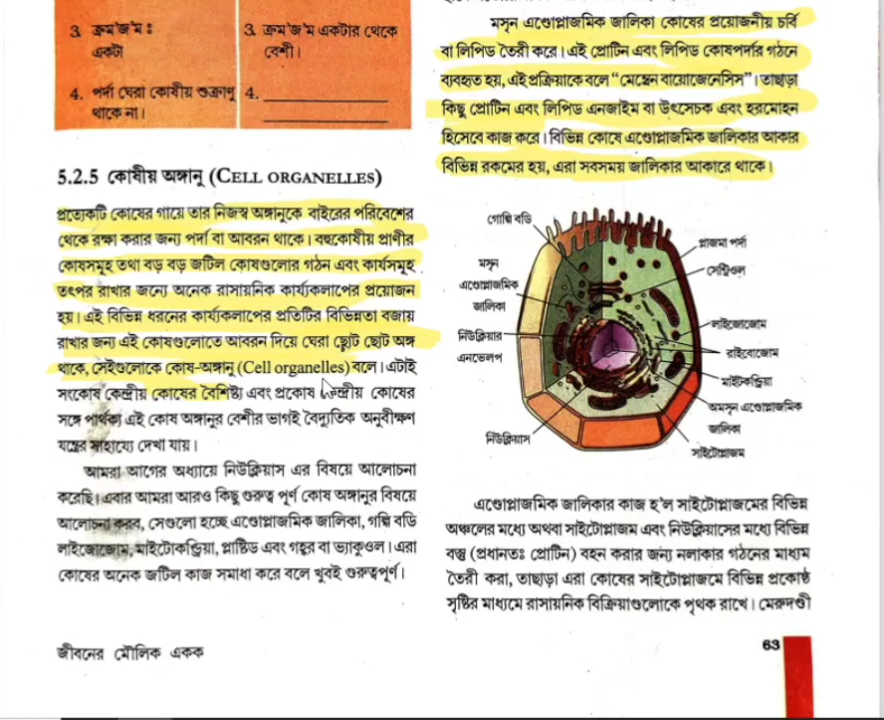 3. ক্রম'জ'ম ঃ
একটা
3. ক্রম'জ'ম একটার থেকে
বেশী।
4. পর্দা ঘেরা কোষীয় শুক্রাণু
থাকে না।
4.
5.2.5 কোষীয় অঙ্গানু (CELL ORGANELLES)
প্রত্যেকটি কোষের গায়ে তার নিজস্ব অঙ্গানুকে বাইরের পরিবেশের
থেকে রক্ষা করার জন্য পর্দা বা আবরন থাকে। বহুকোষীয় প্রাণীর
কোষসমূহ তথা বড় বড় জটিল কোষগুলোর গঠন এবং কার্যসমূহ
তৎপর রাখার জন্যে অনেক রাসায়নিক কার্য্যকলাপের প্রয়োজন
হয়। এই বিভিন্ন ধরনের কার্য্যকলাপের প্রতিটির বিভিন্নতা বজায়
রাখার জন্য এই কোষগুলোতে আবরন দিয়ে ঘেরা ছোট ছোট অঙ্গ
থাকে, সেইগুলোকে কোষ-অঙ্গানু (Cell organelles) বলে। এটাই
সংকোষ কেন্দ্রীয় কোষের বৈশিষ্ট্য এবং প্রকোষ কেন্দ্রীয় কোষের
সঙ্গে পার্থক্য এই কোষ অঙ্গানুর বেশীর ভাগই বৈদ্যুতিক অনুবীক্ষণ
যন্ত্রের সাহায্যে দেখা যায়।
আমরা আগের অধ্যায়ে নিউক্লিয়াস এর বিষয়ে আলোচনা
করেছি। এবার আমরা আরও কিছু গুরুত্ব পূর্ণ কোষ অঙ্গানুর বিষয়ে
আলোচনা করব, সেগুলো হচ্ছে এণ্ডোপ্লাজমিক জালিকা, গল্গি বডি
লাইজোজোম, মাইটোকণ্ড্রিয়া, প্লাষ্টিড এবং গহ্বর বা ভ্যাকুওল। এরা
কোষের অনেক জটিল কাজ সমাধা করে বলে খুবই গুরুত্বপূর্ণ।
জীবনের মৌলিক একক
মসৃন এণ্ডোপ্লাজমিক জালিকা কোষের প্রয়োজনীয় চর্বি
বা লিপিড তৈরী করে। এই প্রোটিন এবং লিপিড কোষপর্দার গঠনে
ব্যবহৃত হয়, এই প্রক্রিয়াকে বলে "মেম্ব্রেন বায়োজেনেসিস"। তাছাড়া
কিছু প্রোটিন এবং লিপিড এনজাইম বা উৎসেচক এবং হরমোহন
হিসেবে কাজ করে। বিভিন্ন কোষে এণ্ডোপ্লাজমিক জালিকার আকার
বিভিন্ন রকমের হয়, এরা সবসময় জালিকার আকারে থাকে।
গোল্গি বডি
প্লাজমা পর্দা
মসৃন
এণ্ডোপ্লাজমিক
জালিকা
সেন্ট্রিওল
নিউক্লিয়ার
এনভেলপ
লাইজোজোম
রাইবোজোম
মাইটকণ্ড্রিয়া
অমসৃন এণ্ডোপ্লাজমিক
জালিকা
নিউক্লিয়াস
সাইটোপ্লাজম
এণ্ডোপ্লাজমিক জালিকার কাজ হ'ল সাইটোপ্লাজমের বিভিন্ন
অঞ্চলের মধ্যে অথবা সাইটোপ্লাজম এবং নিউক্লিয়াসের মধ্যে বিভিন্ন
বস্তু (প্রধানতঃ প্রোটিন) বহন করার জন্য নলাকার গঠনের মাধ্যম
তৈরী করা, তাছাড়া এরা কোষের সাইটোপ্লাজমে বিভিন্ন প্রকোষ্ঠ
সৃষ্টির মাধ্যমে রাসায়নিক বিক্রিয়াগুলোকে পৃথক রাখে। মেরুদণ্ডী
63